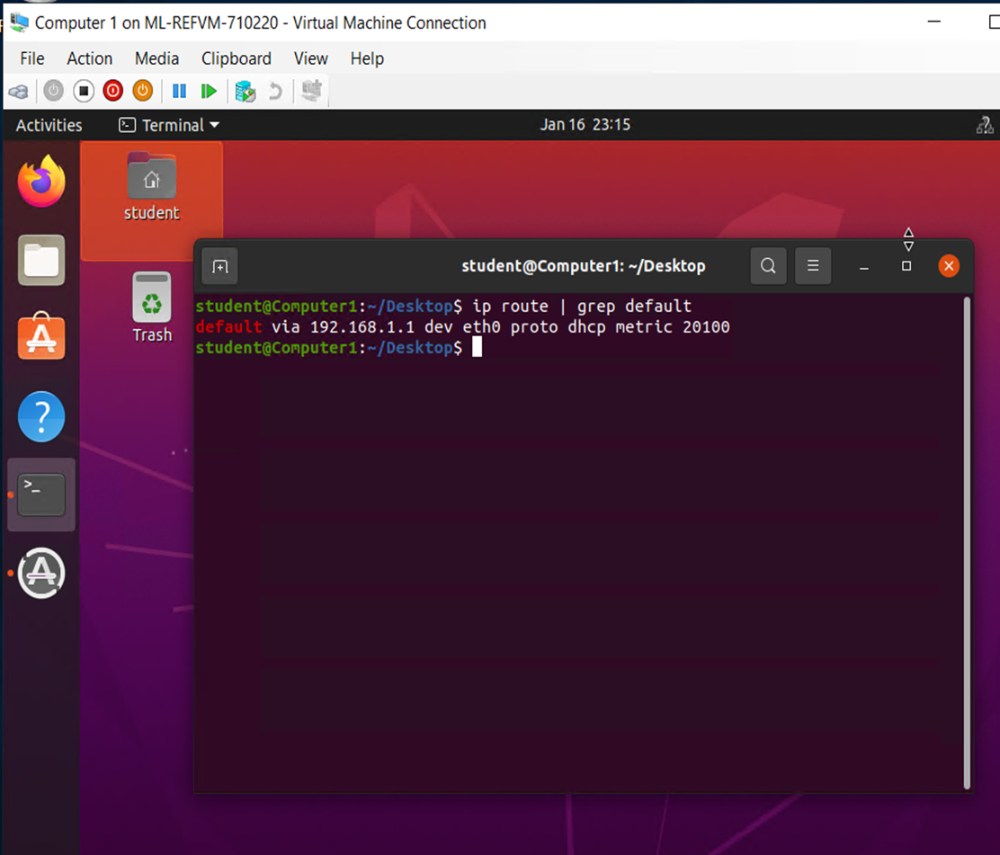 Computer 1 on ML-REFVM-710220 - Virtual Machine Connection
File Action Media Clipboard View Help
Activities Terminal Jan 16 23:15
student
Trash
student@Computer1: ~/Desktop
student@Computer1:~/Desktop$ ip route | grep default
default via 192.168.1.1 dev eth0 proto dhcp metric 20100
student@Computer1:~/Desktop$